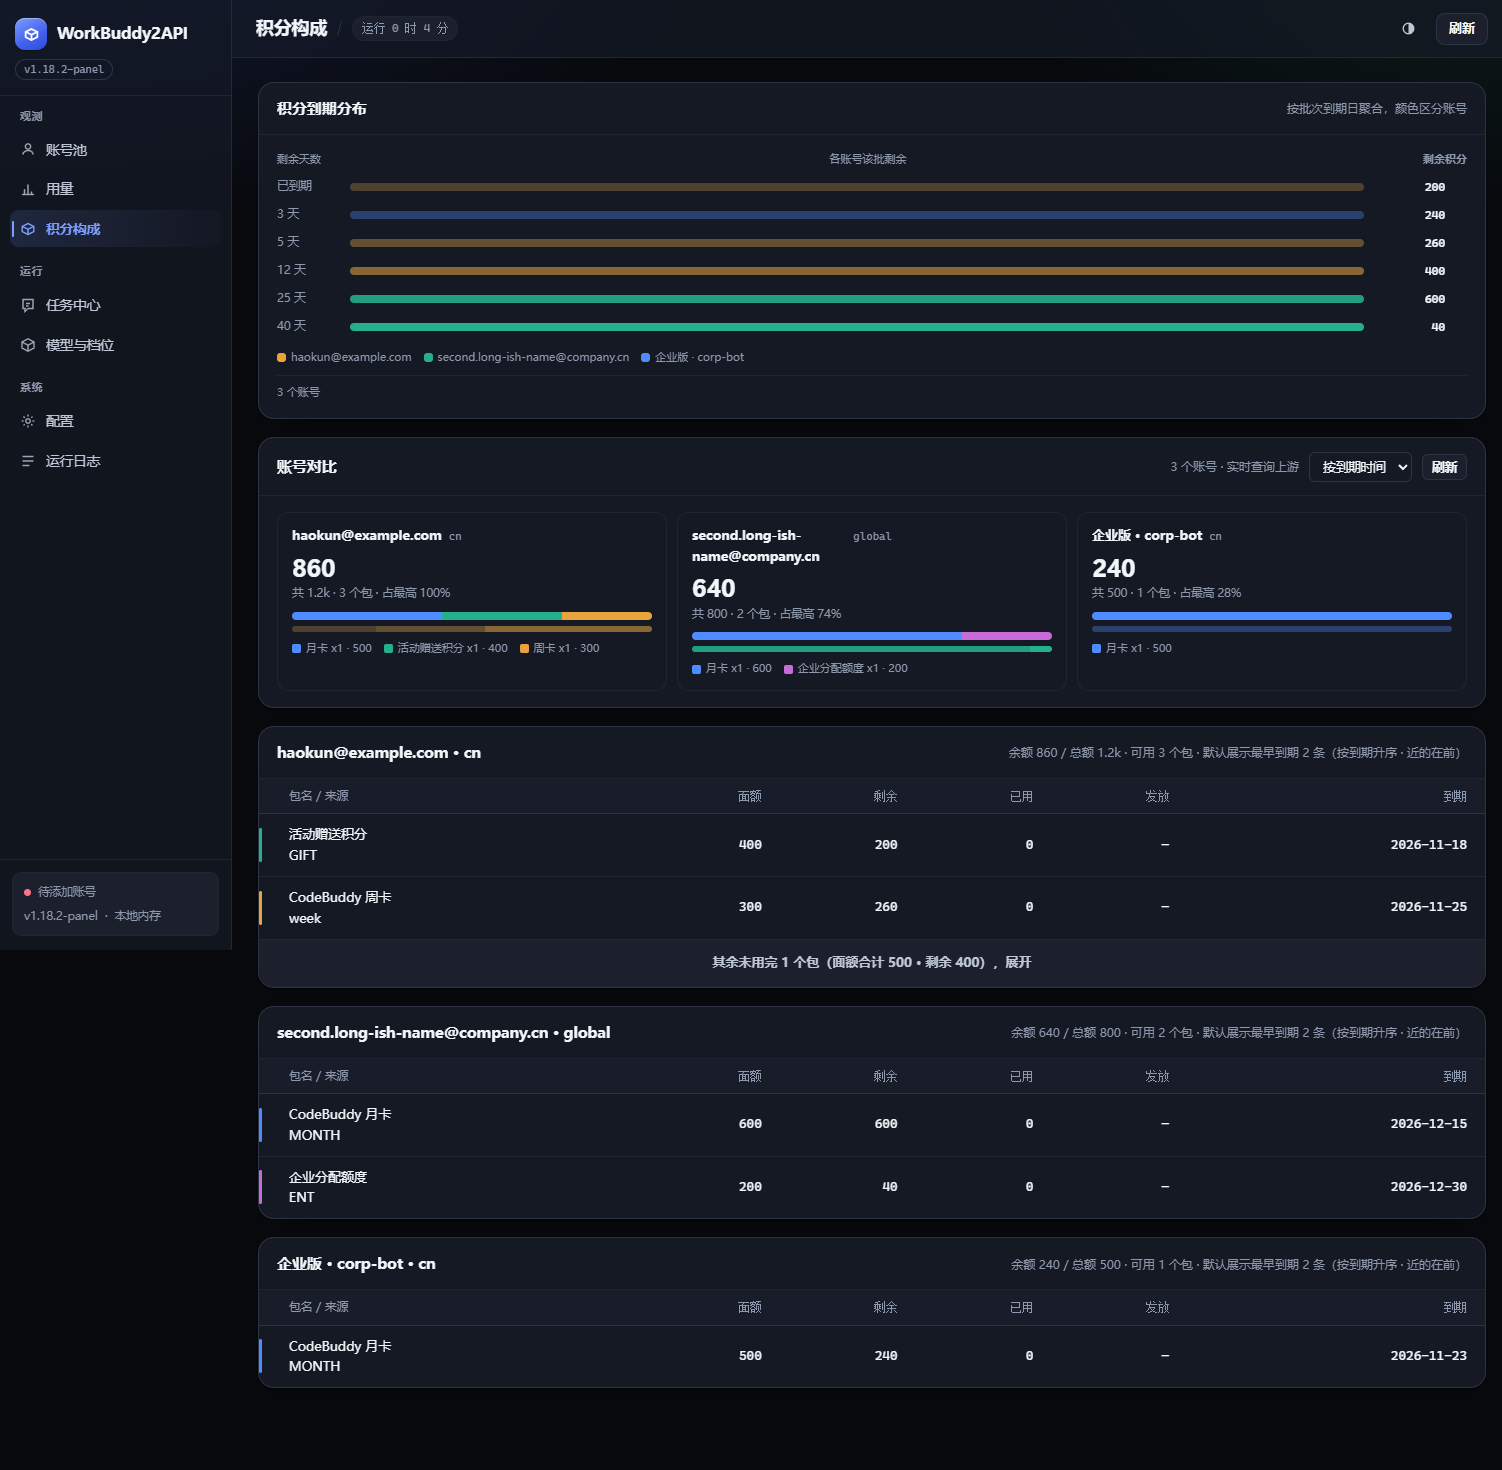 WorkBuddy2API
v1.18.2-panel
观测
账号池
用量
积分构成
运行
任务中心
模型与档位
系统
配置
运行日志
待添加账号
v1.18.2-panel · 本地内存
积分构成 / 运行 0 时 4 分
刷新
积分到期分布
按批次到期日聚合，颜色区分账号
剩余天数 各账号该批剩余 剩余积分
已到期 200
3 天 240
5 天 260
12 天 400
25 天 600
40 天 40
haokun@example.com second.long-ish-name@company.cn 企业版 · corp-bot
3 个账号
账号对比
3 个账号 · 实时查询上游 按到期时间 刷新
haokun@example.com cn
860
共 1.2k · 3 个包 · 占最高 100%
月卡 x1 · 500 活动赠送积分 x1 · 400 周卡 x1 · 300
second.long-ish-name@company.cn global
640
共 800 · 2 个包 · 占最高 74%
月卡 x1 · 600 企业分配额度 x1 · 200
企业版 • corp-bot cn
240
共 500 · 1 个包 · 占最高 28%
月卡 x1 · 500
haokun@example.com • cn
余额 860 / 总额 1.2k · 可用 3 个包 · 默认展示最早到期 2 条（按到期升序 · 近的在前）
包名 / 来源 面额 剩余 已用 发放 到期
活动赠送积分
GIFT
400 200 0 — 2026-11-18
CodeBuddy 周卡
week
300 260 0 — 2026-11-25
其余未用完 1 个包（面额合计 500 • 剩余 400），展开
second.long-ish-name@company.cn • global
余额 640 / 总额 800 · 可用 2 个包 · 默认展示最早到期 2 条（按到期升序 · 近的在前）
包名 / 来源 面额 剩余 已用 发放 到期
CodeBuddy 月卡
MONTH
600 600 0 — 2026-12-15
企业分配额度
ENT
200 40 0 — 2026-12-30
企业版 • corp-bot • cn
余额 240 / 总额 500 · 可用 1 个包 · 默认展示最早到期 2 条（按到期升序 · 近的在前）
包名 / 来源 面额 剩余 已用 发放 到期
CodeBuddy 月卡
MONTH
500 240 0 — 2026-11-23